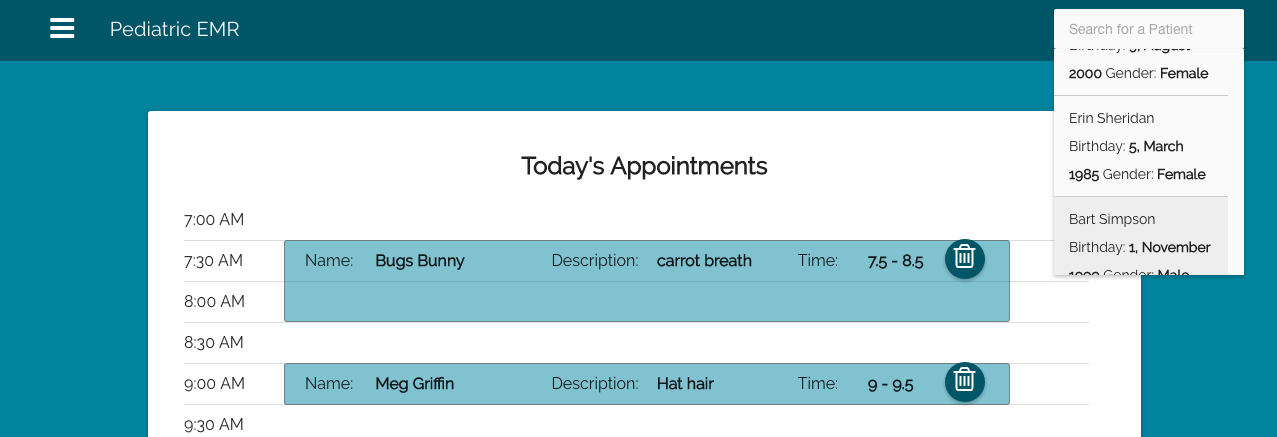 Pediatric EMR
Search for a Patient
Birthday: 9, August
2000 Gender: Female
Erin Sheridan
Birthday: 5, March
1985 Gender: Female
Bart Simpson
Birthday: 1, November
Gender: Male
Today's Appointments
7:00 AM
7:30 AM Name: Bugs Bunny Description: carrot breath Time: 7.5 - 8.5
8:00 AM
8:30 AM
9:00 AM Name: Meg Griffin Description: Hat hair Time: 9 - 9.5
9:30 AM